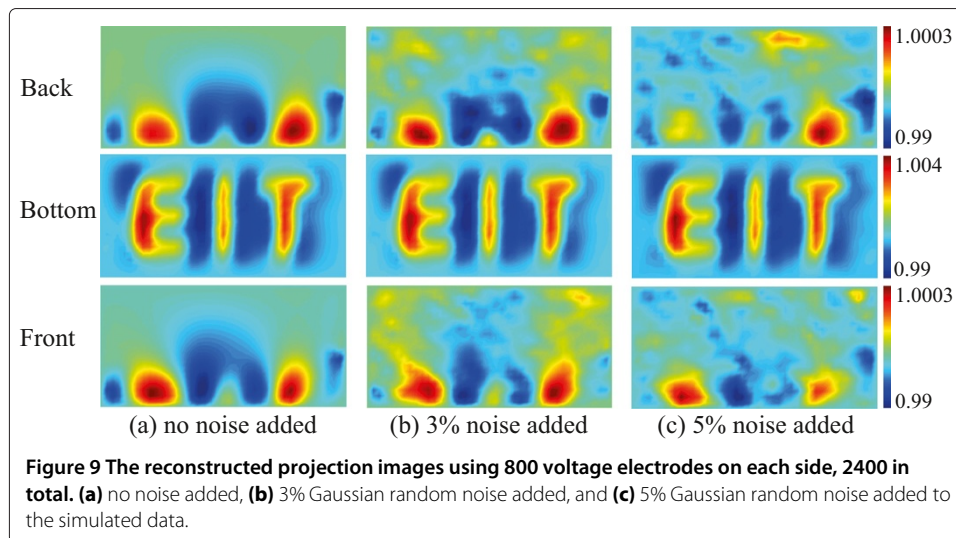 Back
1.0003
0.99
Bottom
EIT
1.004
0.99
Front
1.0003
0.99
(a) no noise added
(b) 3% noise added
(c) 5% noise added
Figure 9 The reconstructed projection images using 800 voltage electrodes on each side, 2400 in
total. (a) no noise added, (b) 3% Gaussian random noise added, and (c) 5% Gaussian random noise added to
the simulated data.